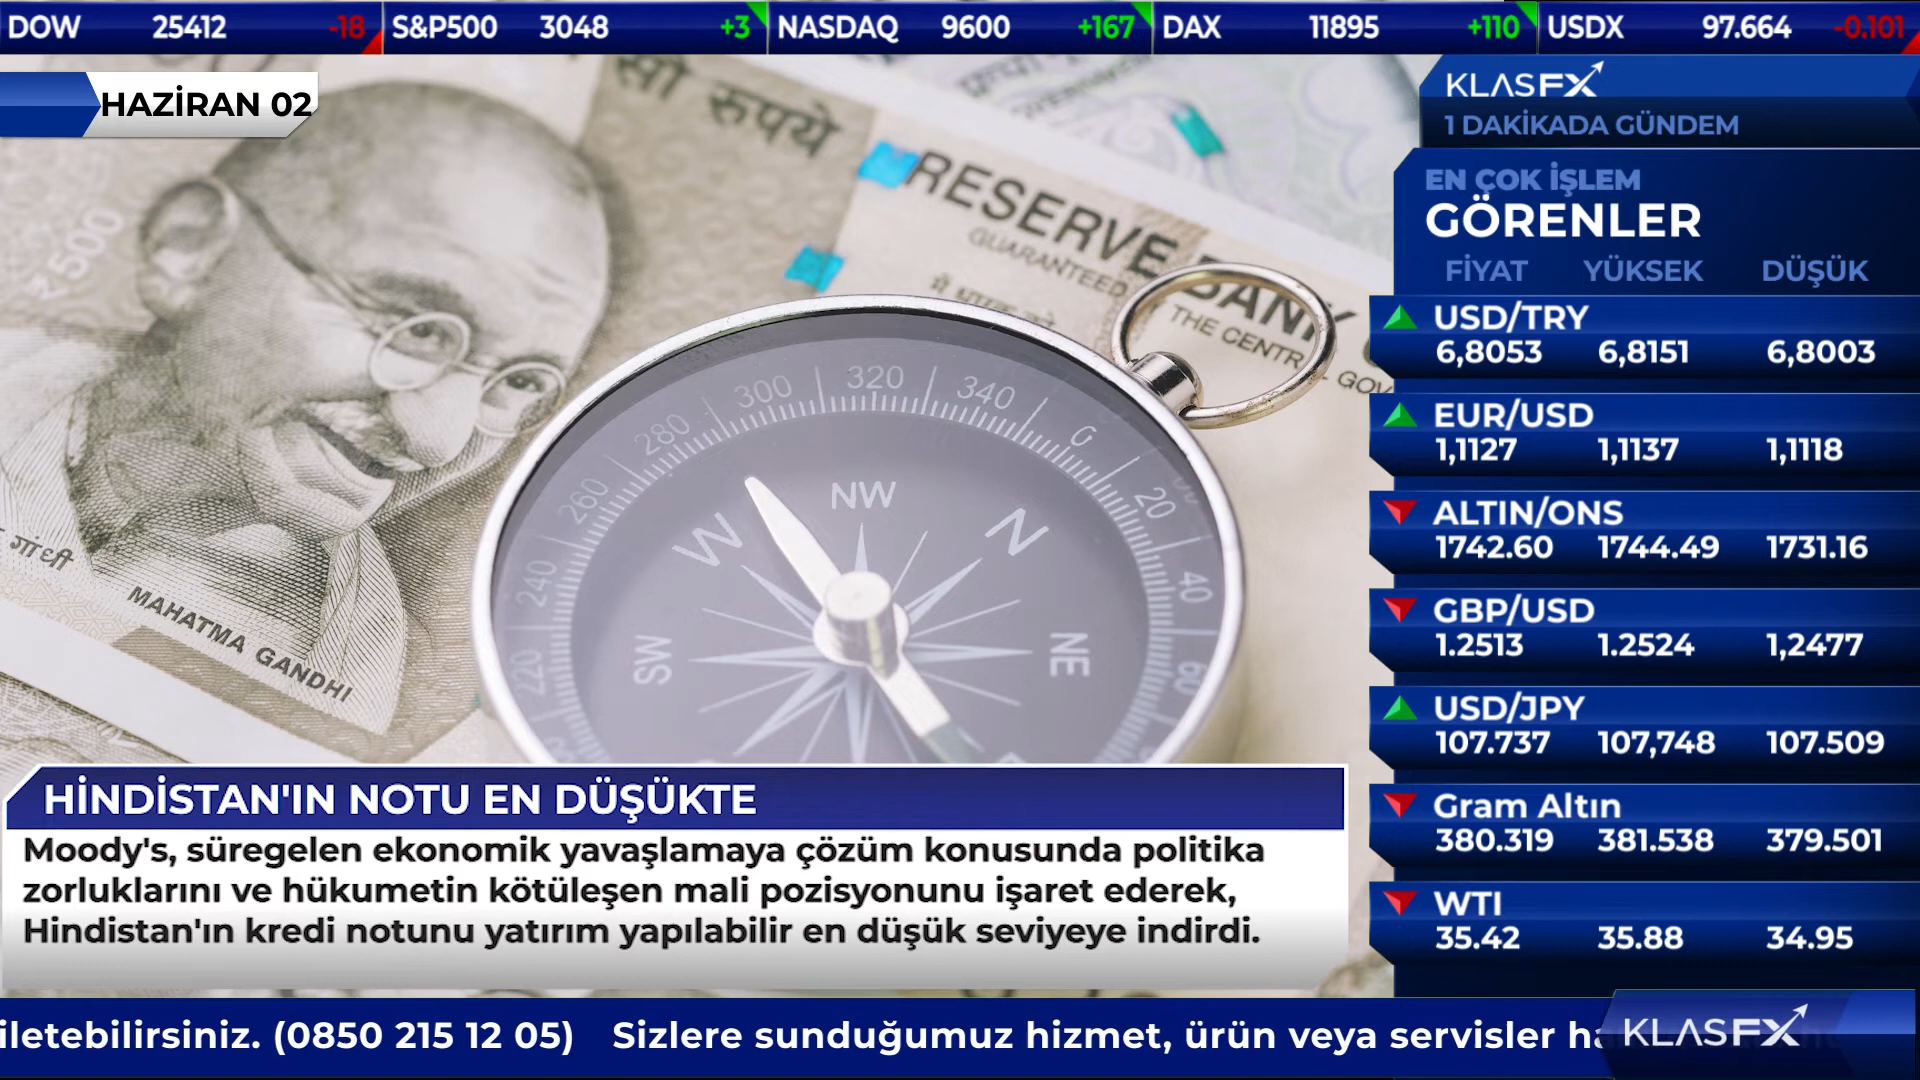 DOW 25412 -18 S&P500 3048 +3 NASDAQ 9600 +167 DAX 11895 +110 USDX 97.664 -0.101
HAZİRAN 02
KLASFX
1 DAKİKADA GÜNDEM
EN ÇOK İŞLEM
GÖRENLER
FİYAT YÜKSEK DÜŞÜK
USD/TRY
6,8053 6,8151 6,8003
EUR/USD
1,1127 1,1137 1,1118
ALTIN/ONS
1742.60 1744.49 1731.16
GBP/USD
1.2513 1.2524 1,2477
USD/JPY
107.737 107,748 107.509
Gram Altın
380.319 381.538 379.501
WTI
35.42 35.88 34.95
रुपये
₹500
RESERVE BANK
GUARANTEED
THE CENTR
GOV
MAHATMA GANDHI
280 300 320 340 G 20
260 40
240 60
220
W NW N
SW NE
HİNDİSTAN'IN NOTU EN DÜŞÜKTE
Moody's, süregelen ekonomik yavaşlamaya çözüm konusunda politika
zorluklarını ve hükumetin kötüleşen mali pozisyonunu işaret ederek,
Hindistan'ın kredi notunu yatırım yapılabilir en düşük seviyeye indirdi.
iletebilirsiniz. (0850 215 12 05) Sizlere sunduğumuz hizmet, ürün veya servisler ha
KLASFX